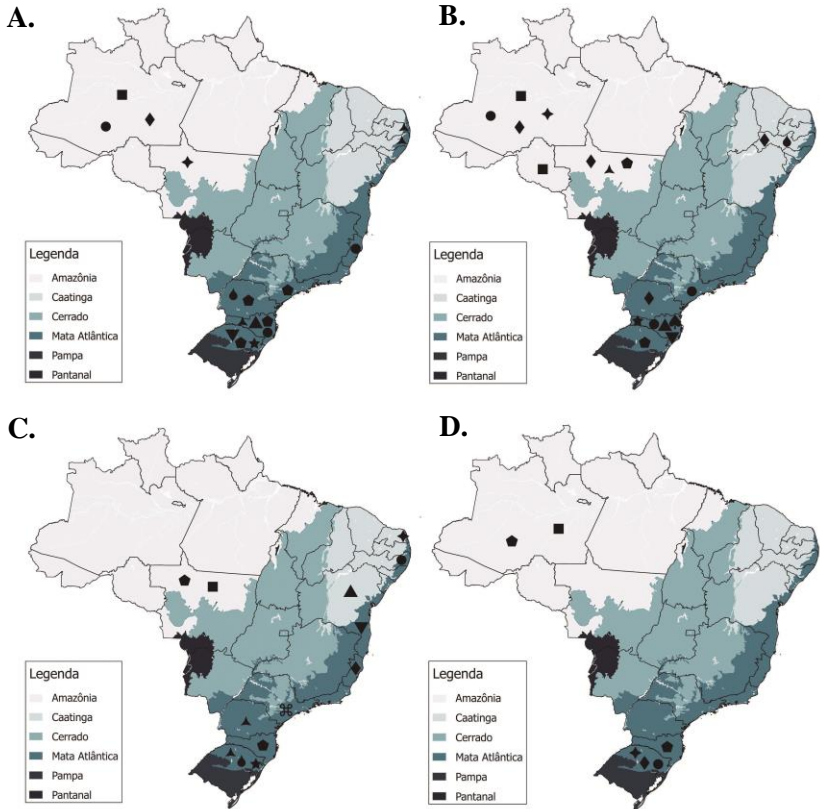 A.
B.
Legenda
Amazônia
Caatinga
Cerrado
Mata Atlântica
Pampa
Pantanal
Legenda
Amazônia
Caatinga
Cerrado
Mata Atlântica
Pampa
Pantanal
C.
D.
Legenda
Amazônia
Caatinga
Cerrado
Mata Atlântica
Pampa
Pantanal
Legenda
Amazônia
Caatinga
Cerrado
Mata Atlântica
Pampa
Pantanal